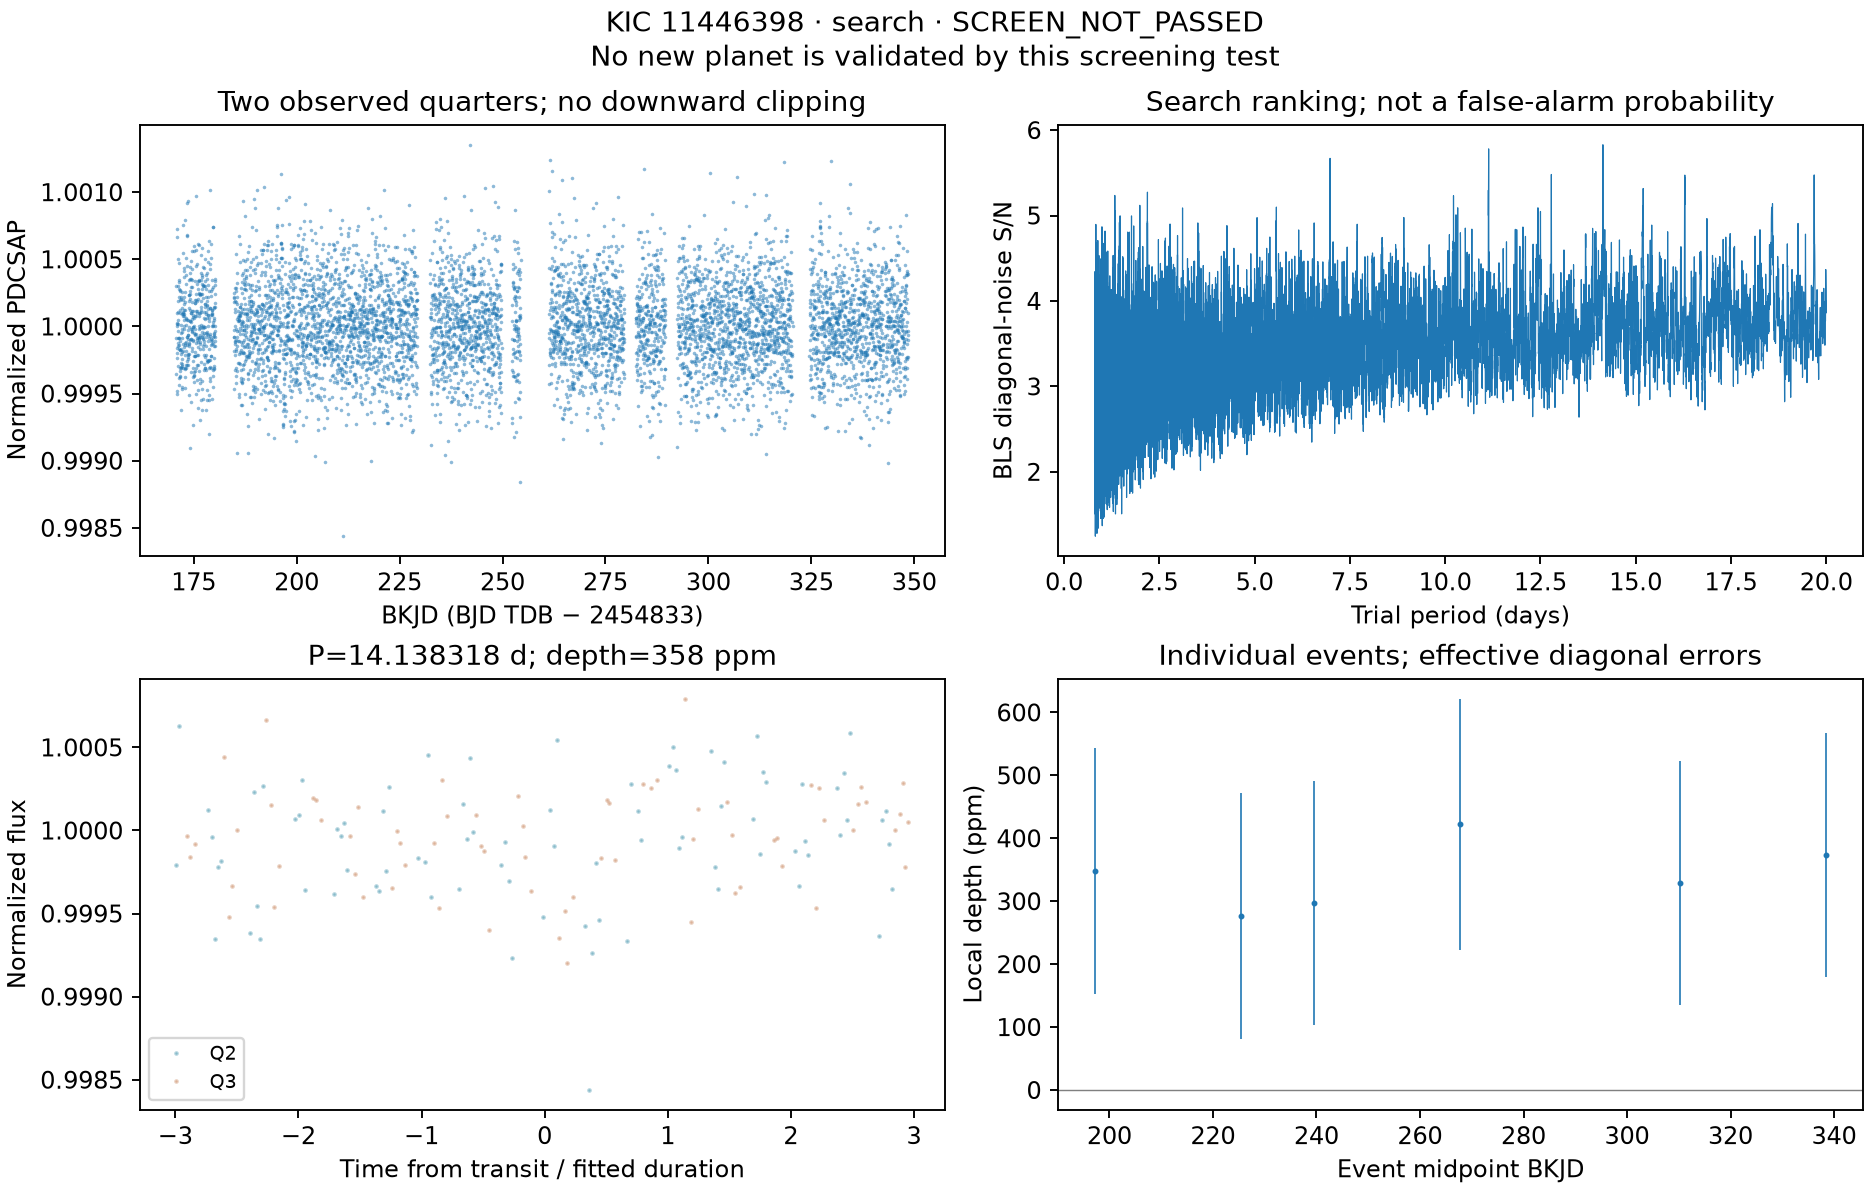 KIC 11446398 · search · SCREEN_NOT_PASSED
No new planet is validated by this screening test
Two observed quarters; no downward clipping
Normalized PDCSAP
1.0010
1.0005
1.0000
0.9995
0.9990
0.9985
175 200 225 250 275 300 325 350
BKJD (BJD TDB − 2454833)
Search ranking; not a false-alarm probability
BLS diagonal-noise S/N
6
5
4
3
2
0.0 2.5 5.0 7.5 10.0 12.5 15.0 17.5 20.0
Trial period (days)
P=14.138318 d; depth=358 ppm
Normalized flux
1.0005
1.0000
0.9995
0.9990
0.9985
Q2
Q3
−3 −2 −1 0 1 2 3
Time from transit / fitted duration
Individual events; effective diagonal errors
Local depth (ppm)
600
500
400
300
200
100
0
200 220 240 260 280 300 320 340
Event midpoint BKJD